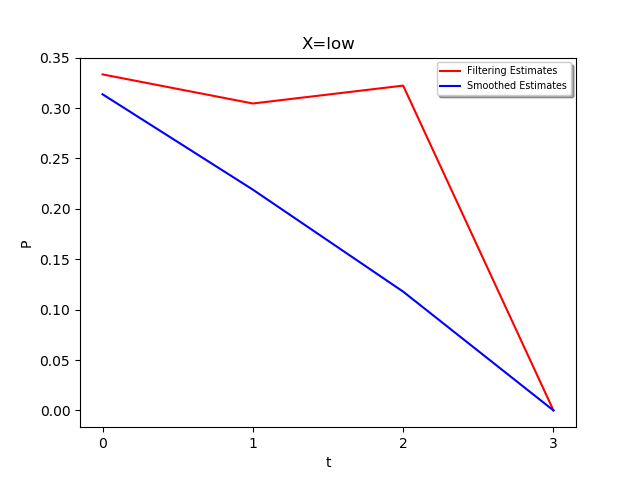 X=low
Filtering Estimates
Smoothed Estimates
0.35
0.30
0.25
0.20
0.15
0.10
0.05
0.00
P
0 1 2 3
t